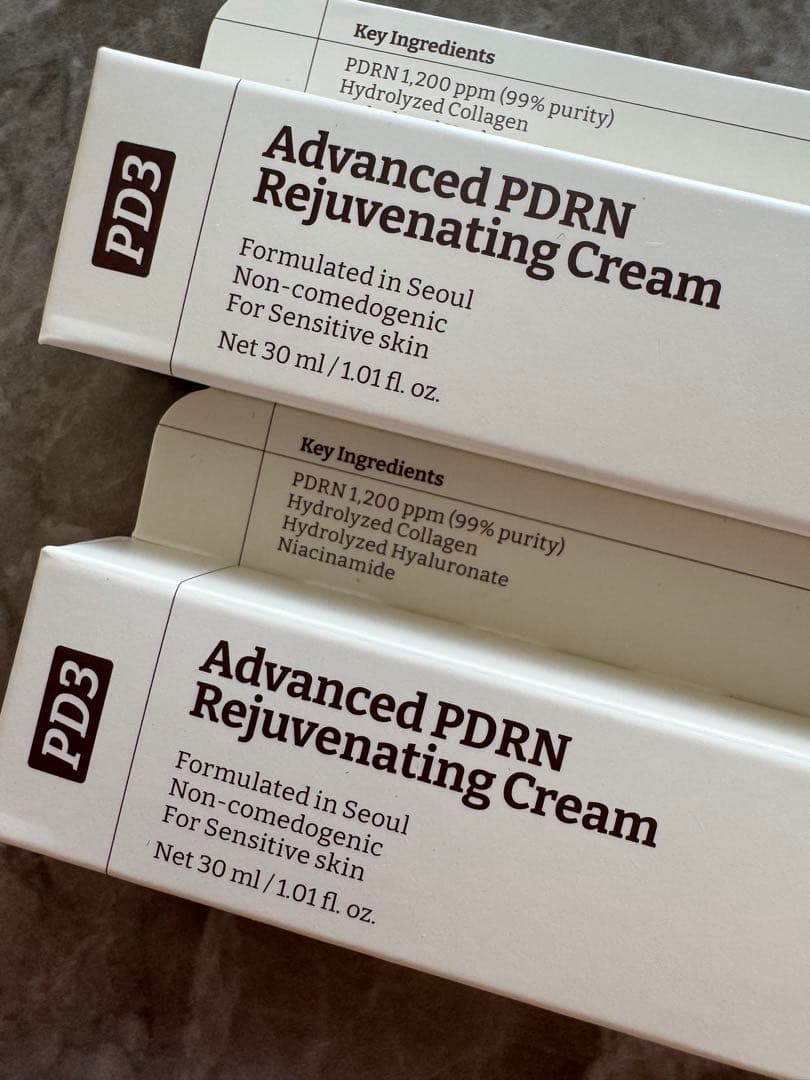 Key Ingredients
PDRN 1,200 ppm (99% purity)
Hydrolyzed Collagen
PD3
Advanced PDRN
Rejuvenating Cream
Formulated in Seoul
Non-comedogenic
For Sensitive skin
Net 30 ml / 1.01 fl. oz.
Key Ingredients
PDRN 1,200 ppm (99% purity)
Hydrolyzed Collagen
Hydrolyzed Hyaluronate
Niacinamide
PD3
Advanced PDRN
Rejuvenating Cream
Formulated in Seoul
Non-comedogenic
For Sensitive skin
Net 30 ml / 1.01 fl. oz.